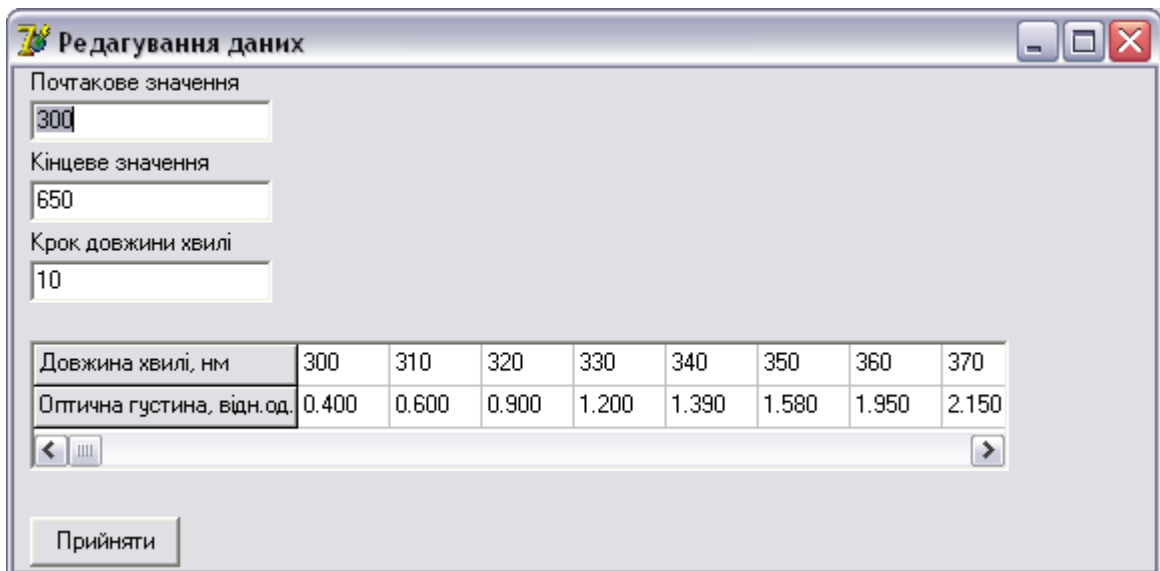 Редагування даних
Почтакове значення
300
Кінцеве значення
650
Крок довжини хвилі
10
Довжина хвилі, нм 300 310 320 330 340 350 360 370
Оптична густина, відн.од. 0.400 0.600 0.900 1.200 1.390 1.580 1.950 2.150
Прийняти